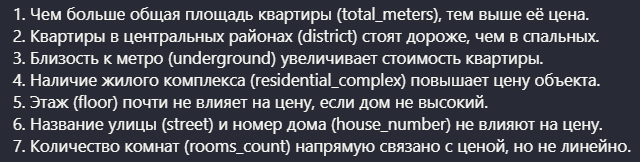 1. Чем больше общая площадь квартиры (total_meters), тем выше её цена.
2. Квартиры в центральных районах (district) стоят дороже, чем в спальных.
3. Близость к метро (underground) увеличивает стоимость квартиры.
4. Наличие жилого комплекса (residential_complex) повышает цену объекта.
5. Этаж (floor) почти не влияет на цену, если дом не высокий.
6. Название улицы (street) и номер дома (house_number) не влияют на цену.
7. Количество комнат (rooms_count) напрямую связано с ценой, но не линейно.